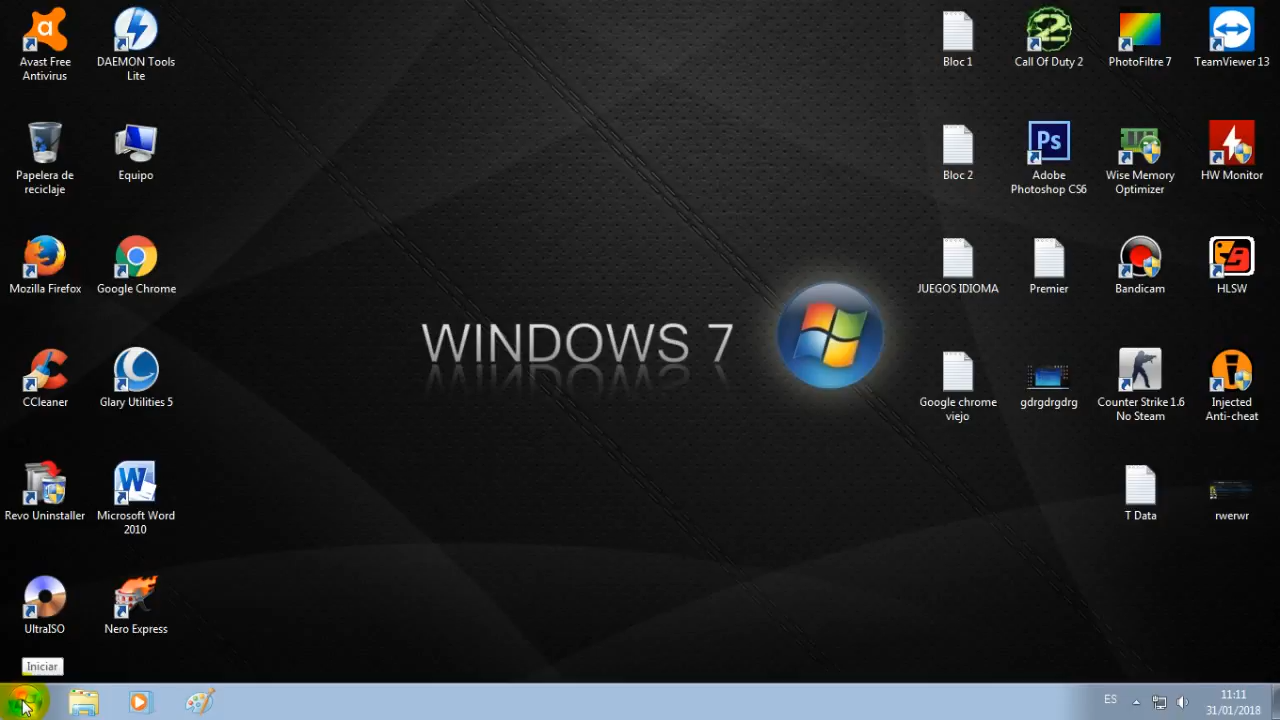 Avast Free
Antivirus
DAEMON Tools
Lite
Bloc 1
Call Of Duty 2
PhotoFiltre 7
TeamViewer 13
Papelera de
reciclaje
Equipo
Bloc 2
Ps
Adobe
Photoshop CS6
Wise Memory
Optimizer
HW Monitor
Mozilla Firefox
Google Chrome
JUEGOS IDIOMA
Premier
Bandicam
HLSW
WINDOWS 7
CCleaner
Glary Utilities 5
Google chrome
viejo
gdrgdrgdrg
Counter Strike 1.6
No Steam
Injected
Anti-cheat
Revo Uninstaller
Microsoft Word
2010
T Data
rwerwr
UltraISO
Nero Express
Iniciar
ES
11:11
31/01/2018